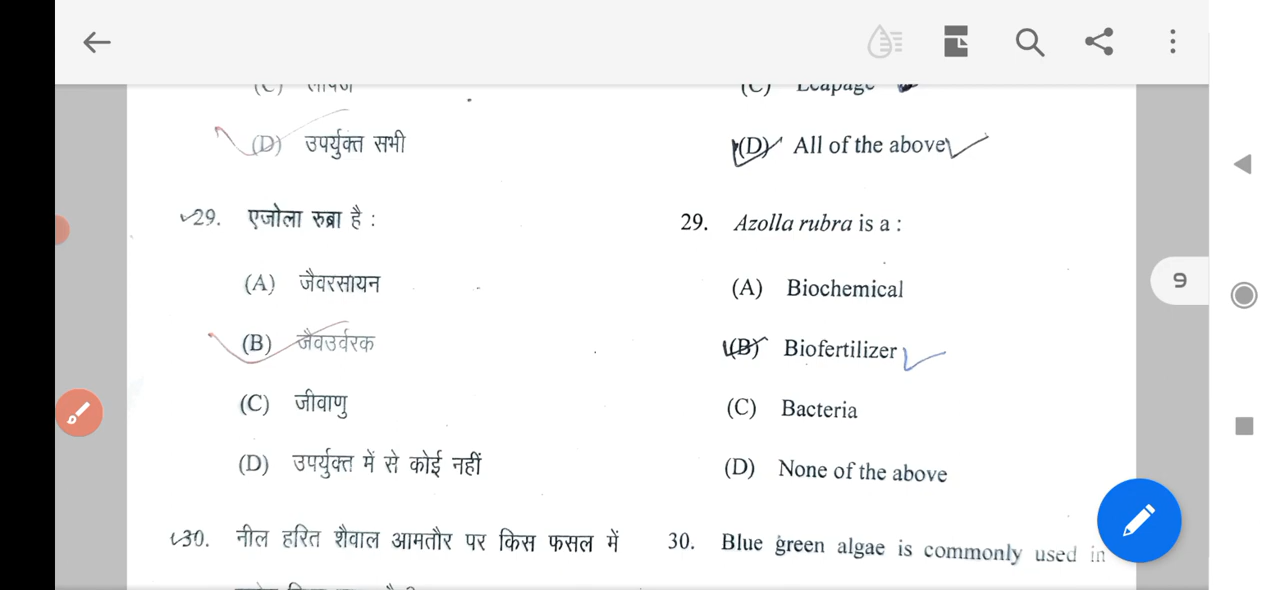 (D) उपर्युक्त सभी
29. एजोला रुब्रा है :
(A) जैवरसायन
(B) जैवउर्वरक
(C) जीवाणु
(D) उपर्युक्त में से कोई नहीं
30. नील हरित शैवाल आमतौर पर किस फसल में
(C) Leapage
(D) All of the above
29. Azolla rubra is a :
(A) Biochemical
(B) Biofertilizer
(C) Bacteria
(D) None of the above
30. Blue green algae is commonly used in
9